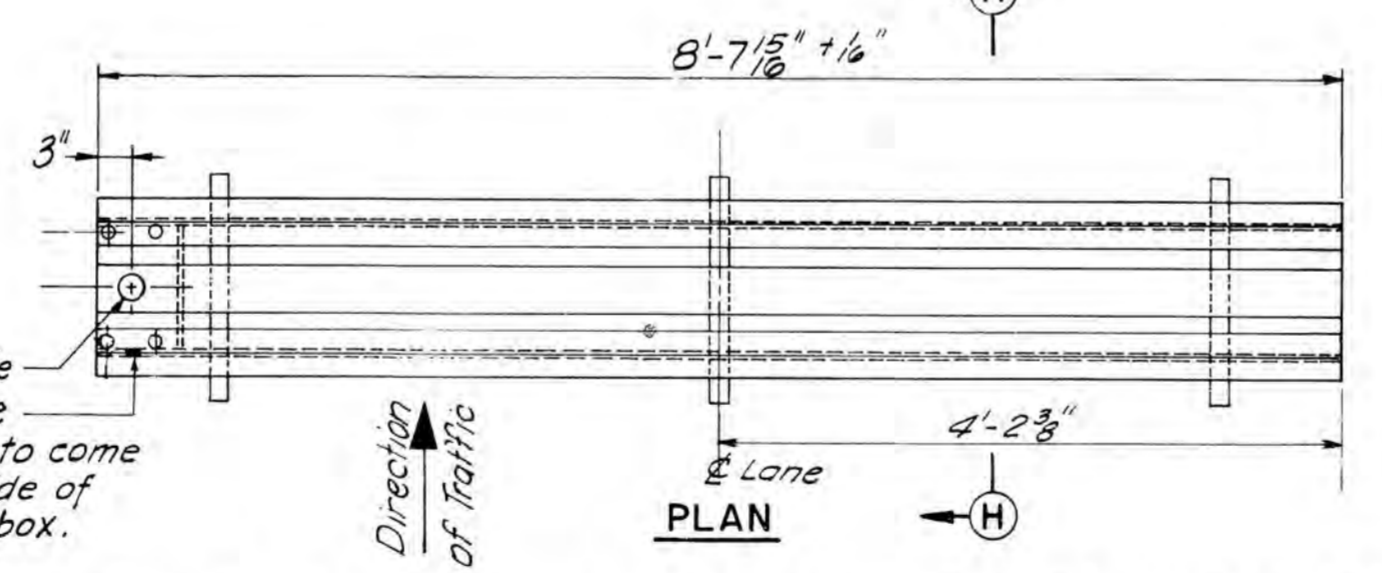 8'-7 15/16" + 1/16"
3"
to come
de of
box.
Direction
of Traffic
℄ Lane
4'-2 3/8"
PLAN
H